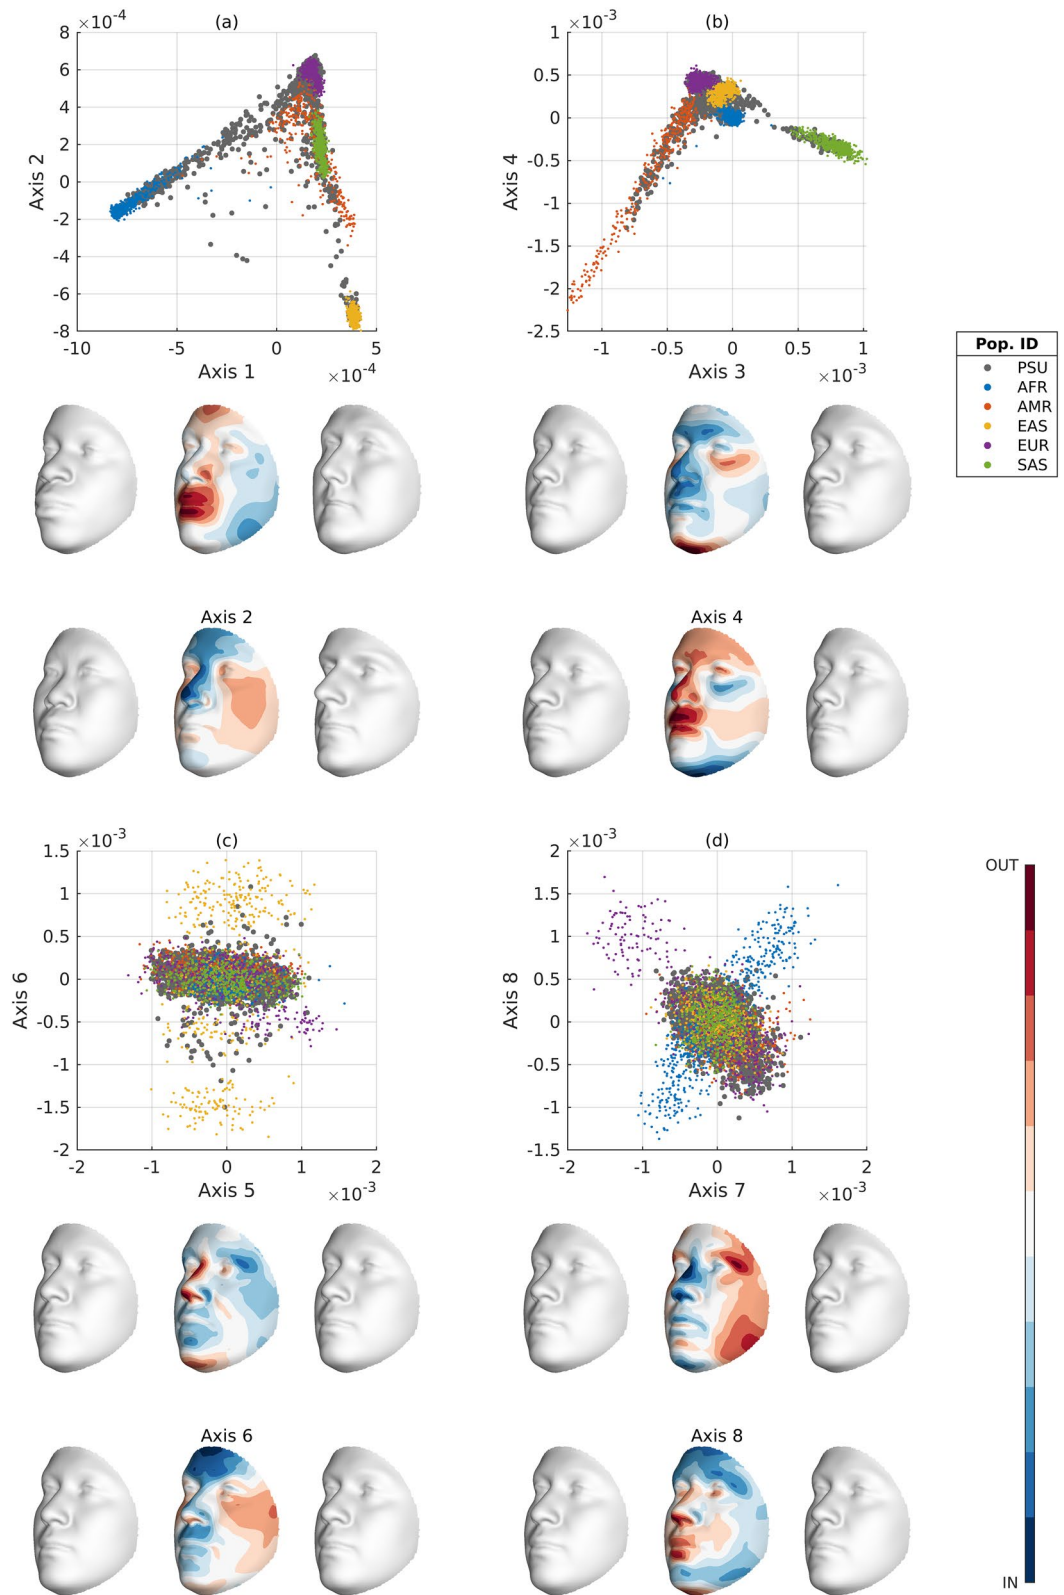 (a)
×10⁻⁴
8
6
4
2
0
-2
-4
-6
-8
Axis 2
-10
-5
0
5
Axis 1
×10⁻⁴
(b)
×10⁻³
1
0.5
0
-0.5
-1
-1.5
-2
-2.5
Axis 4
-1
-0.5
0
0.5
1
Axis 3
×10⁻³
Pop. ID
PSU
AFR
AMR
EAS
EUR
SAS
Axis 2
Axis 4
(c)
×10⁻³
1.5
1
0.5
0
-0.5
-1
-1.5
-2
Axis 6
-2
-1
0
1
2
Axis 5
×10⁻³
(d)
×10⁻³
2
1.5
1
0.5
0
-0.5
-1
-1.5
Axis 8
-2
-1
0
1
2
Axis 7
×10⁻³
OUT
Axis 6
Axis 8
IN